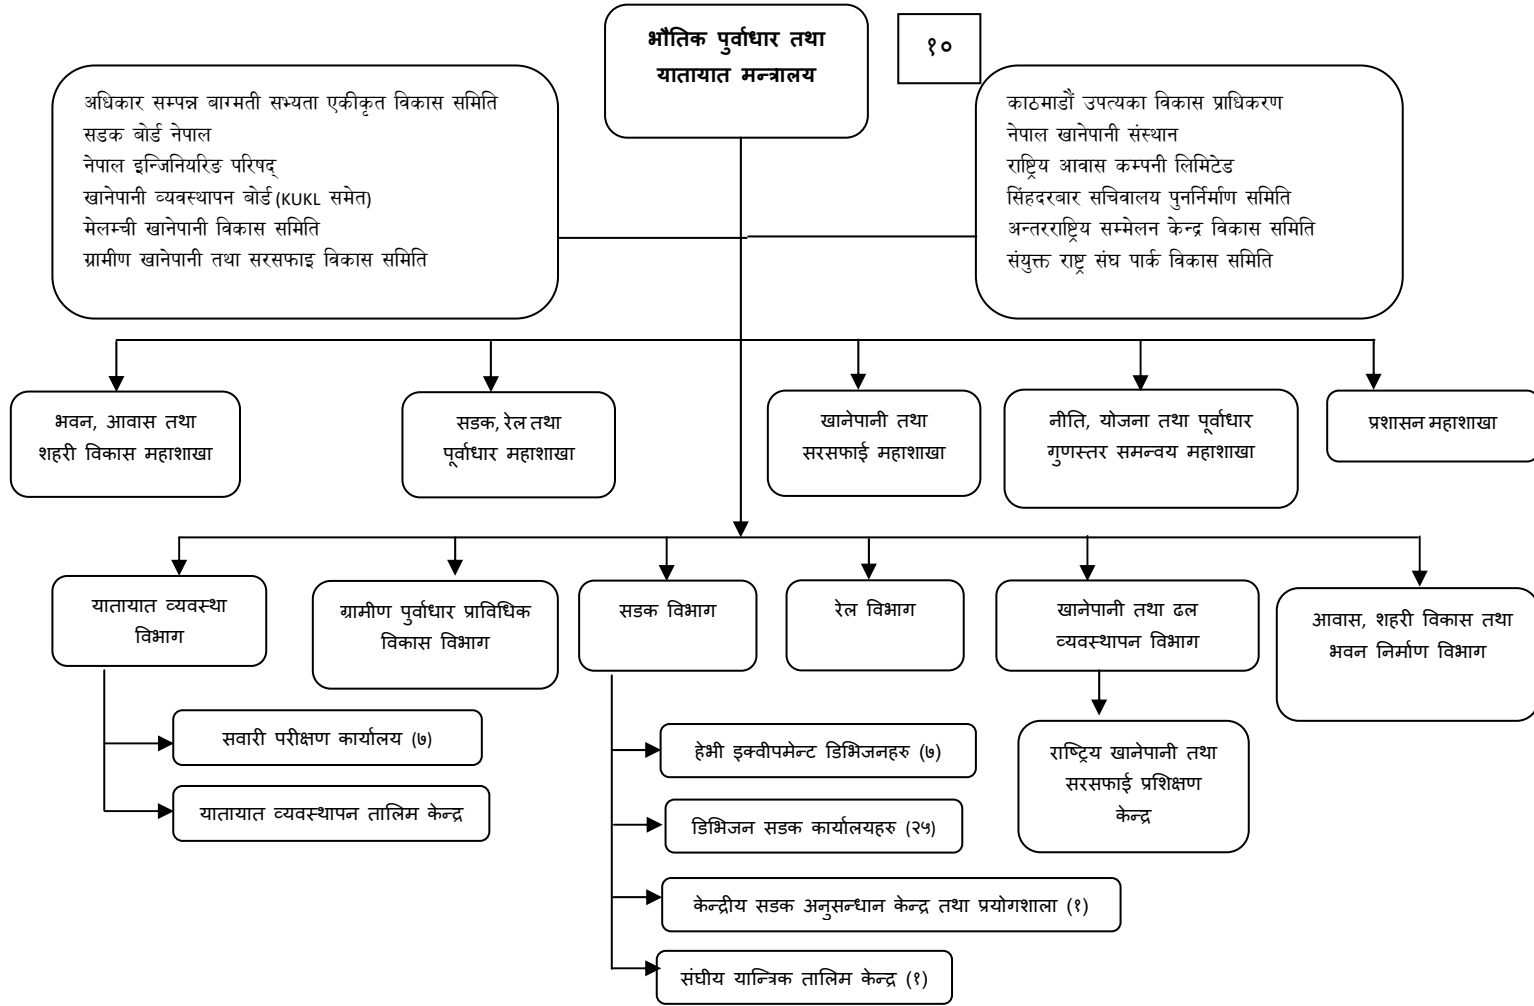 भौतिक पुर्वाधार तथा
यातायात मन्त्रालय
१०
अधिकार सम्पन्न बाग्मती सभ्यता एकीकृत विकास समिति
सडक बोर्ड नेपाल
नेपाल इन्जिनियरिङ परिषद्
खानेपानी व्यवस्थापन बोर्ड (KUKL समेत)
मेलम्ची खानेपानी विकास समिति
ग्रामीण खानेपानी तथा सरसफाइ विकास समिति
काठमाडौं उपत्यका विकास प्राधिकरण
नेपाल खानेपानी संस्थान
राष्ट्रिय आवास कम्पनी लिमिटेड
सिंहदरबार सचिवालय पुनर्निर्माण समिति
अन्तरराष्ट्रिय सम्मेलन केन्द्र विकास समिति
संयुक्त राष्ट्र संघ पार्क विकास समिति
भवन, आवास तथा
शहरी विकास महाशाखा
सडक, रेल तथा
पूर्वाधार महाशाखा
खानेपानी तथा
सरसफाई महाशाखा
नीति, योजना तथा पूर्वाधार
गुणस्तर समन्वय महाशाखा
प्रशासन महाशाखा
यातायात व्यवस्था
विभाग
ग्रामीण पुर्वाधार प्राविधिक
विकास विभाग
सडक विभाग
रेल विभाग
खानेपानी तथा ढल
व्यवस्थापन विभाग
आवास, शहरी विकास तथा
भवन निर्माण विभाग
सवारी परीक्षण कार्यालय (७)
यातायात व्यवस्थापन तालिम केन्द्र
हेभी इक्वीपमेन्ट डिभिजनहरु (७)
डिभिजन सडक कार्यालयहरु (२५)
केन्द्रीय सडक अनुसन्धान केन्द्र तथा प्रयोगशाला (१)
संघीय यान्त्रिक तालिम केन्द्र (१)
राष्ट्रिय खानेपानी तथा
सरसफाई प्रशिक्षण
केन्द्र